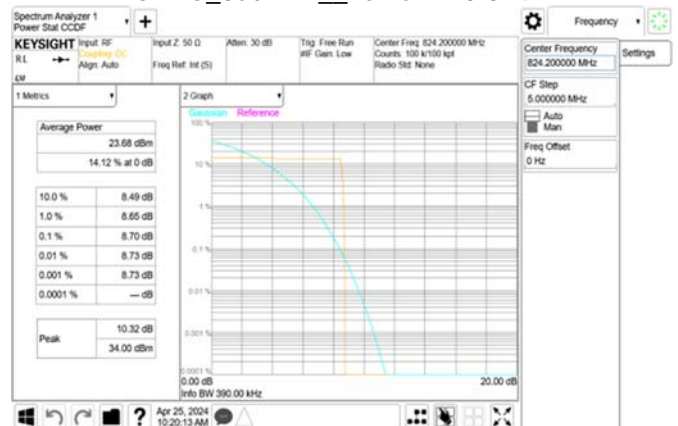 Spectrum Analyzer 1
Power Stat CCDF
Frequency
KEYSIGHT
Input: RF
Coupling: DC
Align: Auto
RL
LM
Input Z: 50 Ω
Freq Ref: Int (S)
Atten: 30 dB
Trig: Free Run
#IF Gain: Low
Center Freq: 824.200000 MHz
Counts: 100 k/100 kpt
Radio Std: None
Center Frequency
824.200000 MHz
Settings
CF Step
5.000000 MHz
Auto
Man
Freq Offset
0 Hz
1 Metrics
Average Power
23.68 dBm
14.12 % at 0 dB
10.0 % 8.49 dB
1.0 % 8.65 dB
0.1 % 8.70 dB
0.01 % 8.73 dB
0.001 % 8.73 dB
0.0001 % --- dB
Peak
10.32 dB
34.00 dBm
2 Graph
Gaussian Reference
100 %
10 %
1 %
0.1 %
0.01 %
0.001 %
0.0001 %
0.00 dB 20.00 dB
Info BW 390.00 kHz
?
Apr 25, 2024
10:20:13 AM